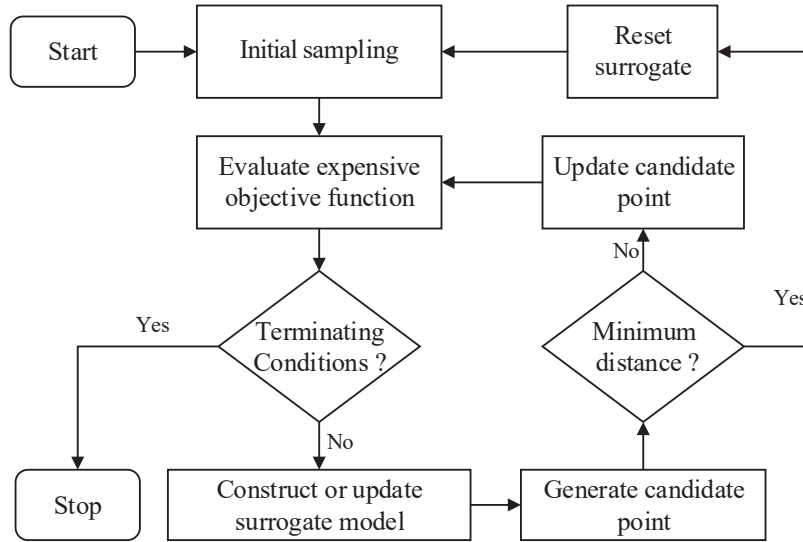 Start
Initial sampling
Reset
surrogate
Evaluate expensive
objective function
Update candidate
point
No
Yes
Yes
Terminating
Conditions ?
Minimum
distance ?
No
Stop
Construct or update
surrogate model
Generate candidate
point